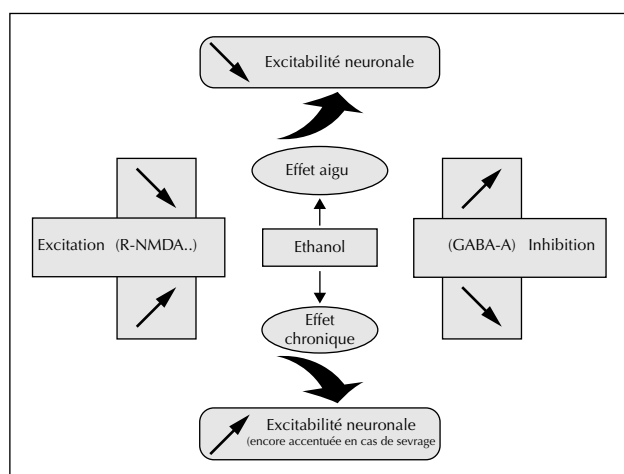 Excitabilité neuronale
Effet aigu
Excitation (R-NMDA..)
Ethanol
(GABA-A) Inhibition
Effet
chronique
Excitabilité neuronale
(encore accentuée en cas de sevrage